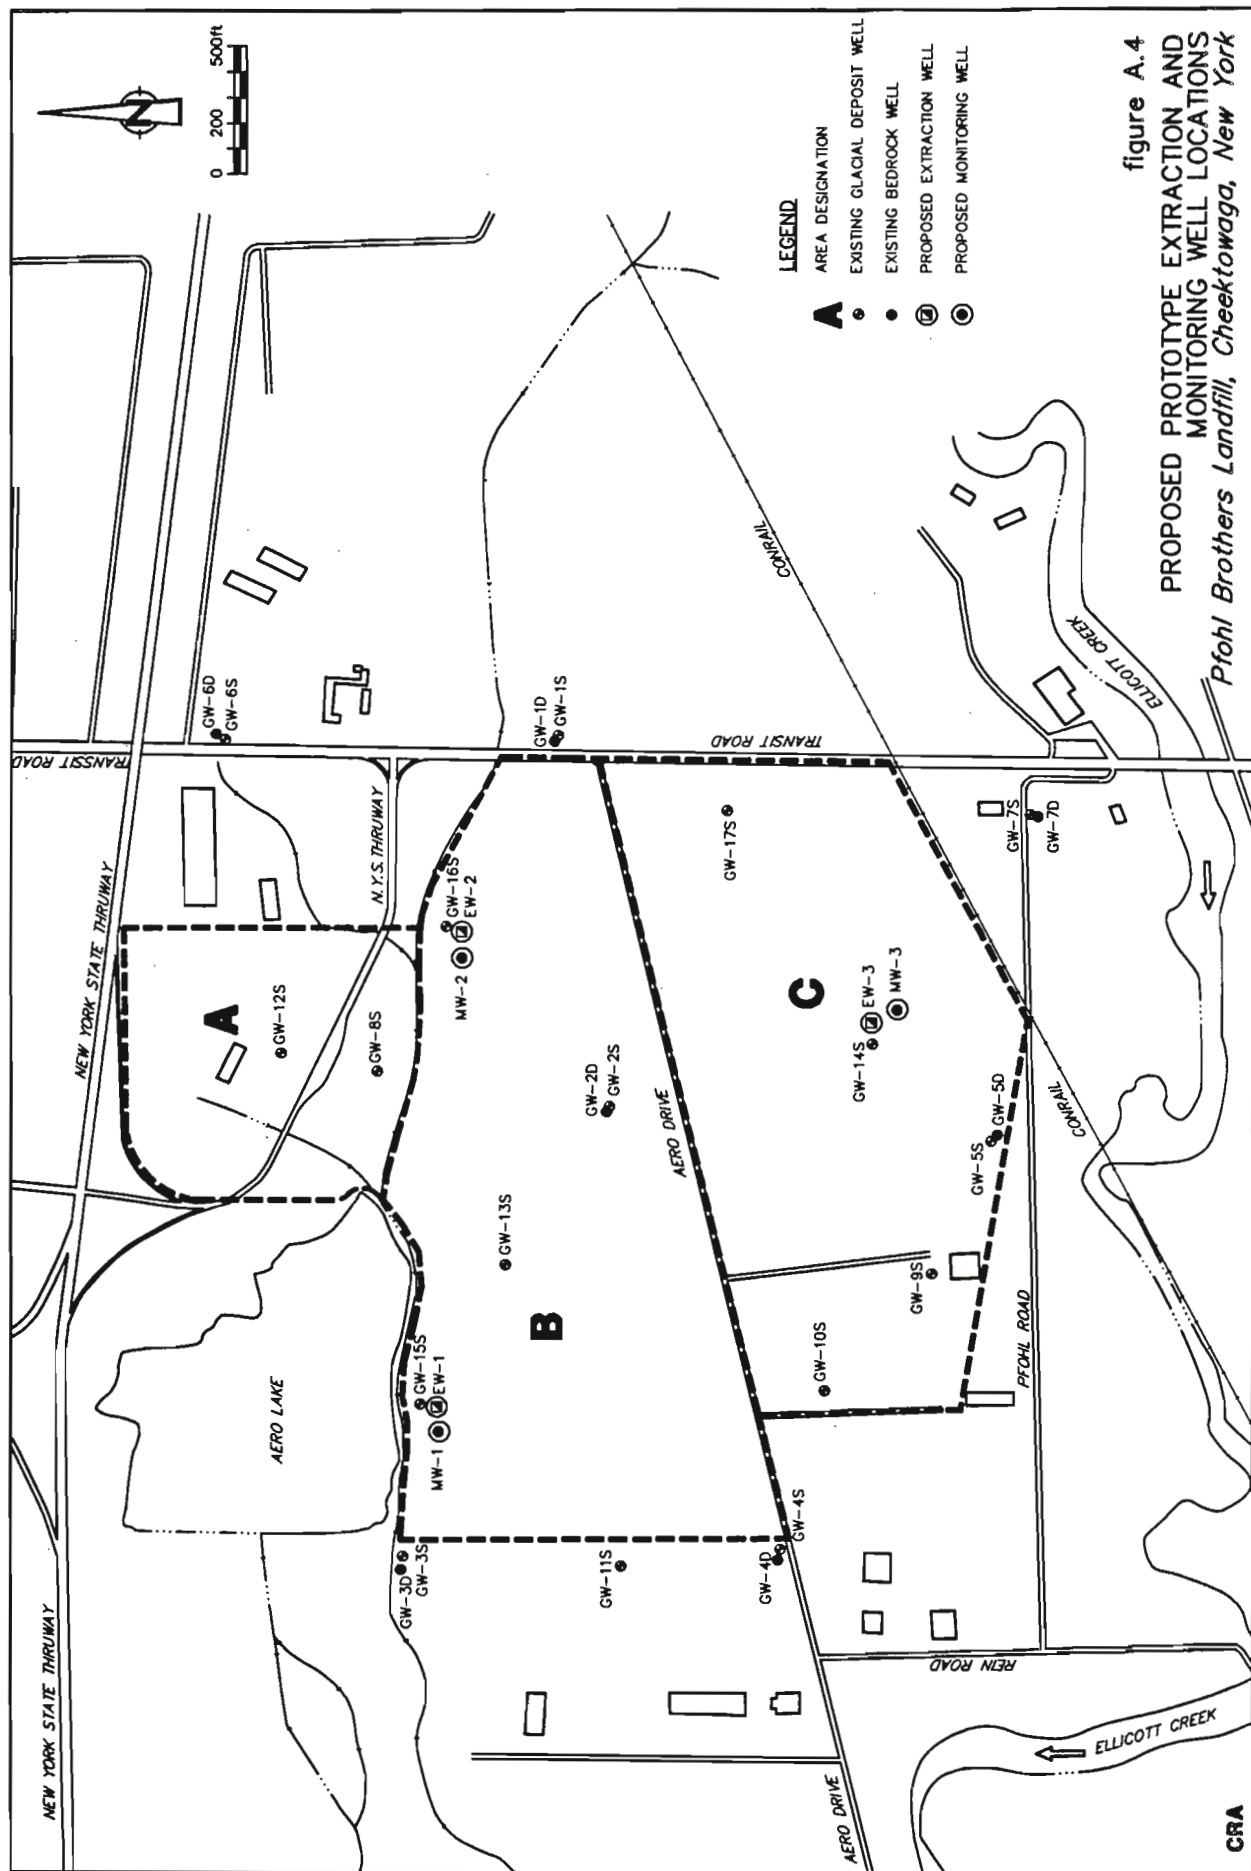 NEW YORK STATE THRUWAY
NEW YORK STATE THRUWAY
TRANSSIT ROAD
N
0 200 500ft
GW-6D
GW-6S
A
GW-12S
GW-8S
N.Y.S. THRUWAY
AERO LAKE
GW-3D
GW-3S
MW-1
GW-15S
EW-1
MW-2
GW-16S
EW-2
GW-1D
GW-1S
GW-13S
B
GW-2D
GW-2S
GW-11S
GW-4D
GW-4S
AERO DRIVE
AERO DRIVE
TRANSIT ROAD
GW-17S
C
GW-14S
EW-3
MW-3
GW-10S
GW-9S
GW-5S
GW-5D
CONRAIL
CONRAIL
PFOHL ROAD
REIN ROAD
GW-7S
GW-7D
ELLICOTT CREEK
ELLICOTT CREEK
LEGEND
A AREA DESIGNATION
EXISTING GLACIAL DEPOSIT WELL
EXISTING BEDROCK WELL
PROPOSED EXTRACTION WELL
PROPOSED MONITORING WELL
figure A.4
PROPOSED PROTOTYPE EXTRACTION AND
MONITORING WELL LOCATIONS
Pfohl Brothers Landfill, Cheektowaga, New York
CRA